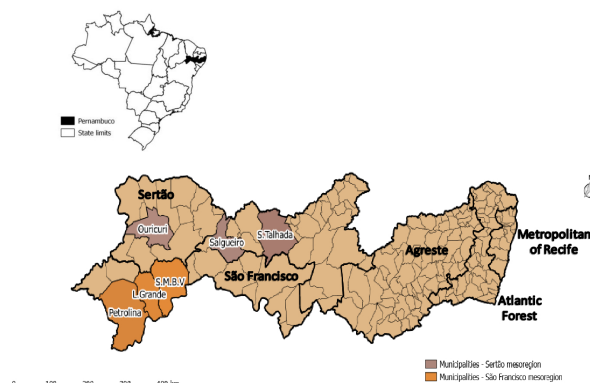 Pernambuco
State limits
Sertão
Ouricuri
Salgueiro
S.Talhada
Agreste
Metropolitan
of Recife
São Francisco
S.M.B.V
L.Grande
Petrolina
Atlantic
Forest
Municipalities - Sertão mesoregion
Municipalities - São Francisco mesoregion